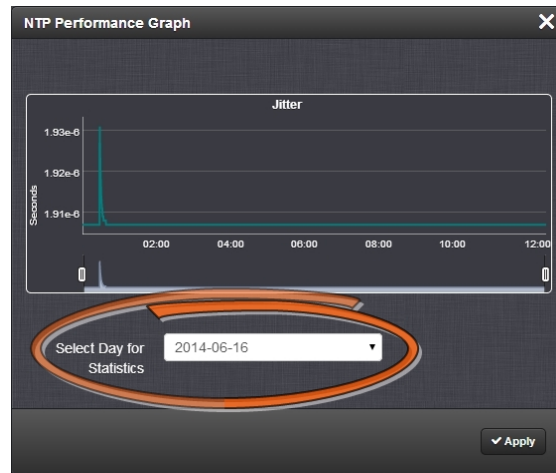 NTP Performance Graph
Jitter
1.93e-6
1.92e-6
1.91e-6
Seconds
02:00 04:00 06:00 08:00 10:00 12:00
Select Day for
Statistics
2014-06-16
Apply